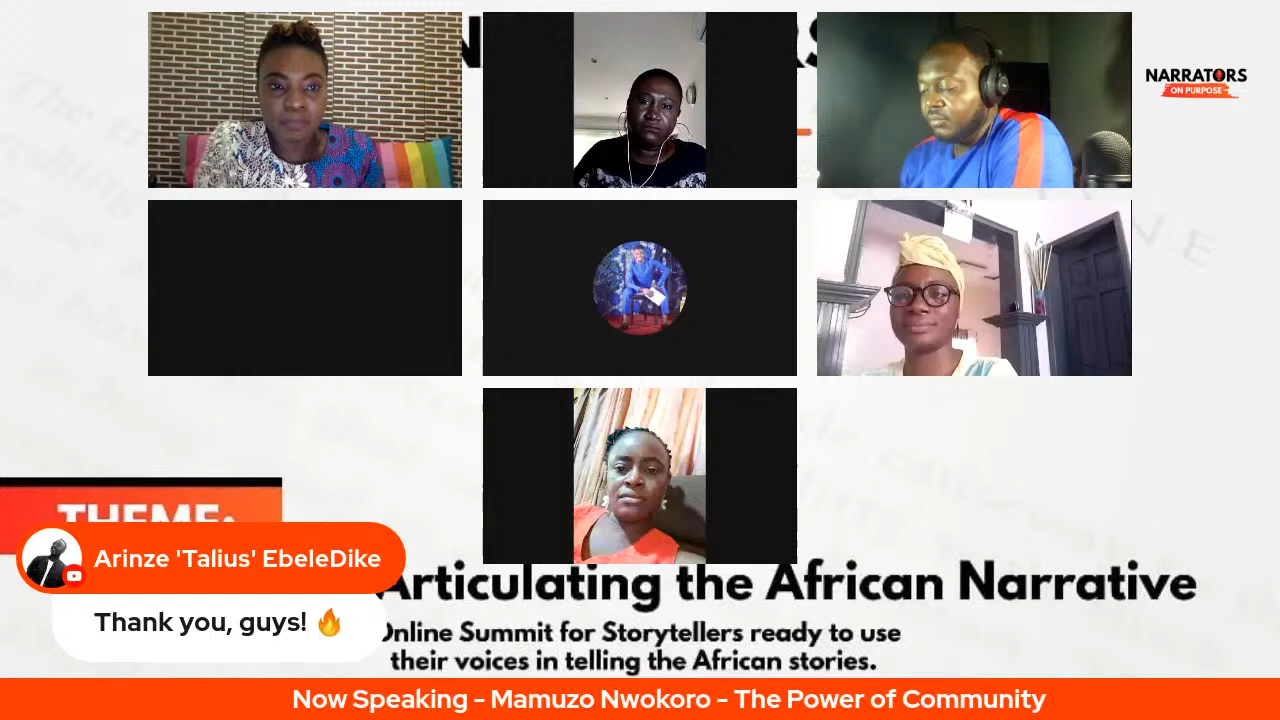 NARRATORS
ON PURPOSE
THEME:
Arinze 'Talius' EbeleDike
Thank you, guys! 🔥
Articulating the African Narrative
Online Summit for Storytellers ready to use
their voices in telling the African stories.
Now Speaking - Mamuzo Nwokoro - The Power of Community